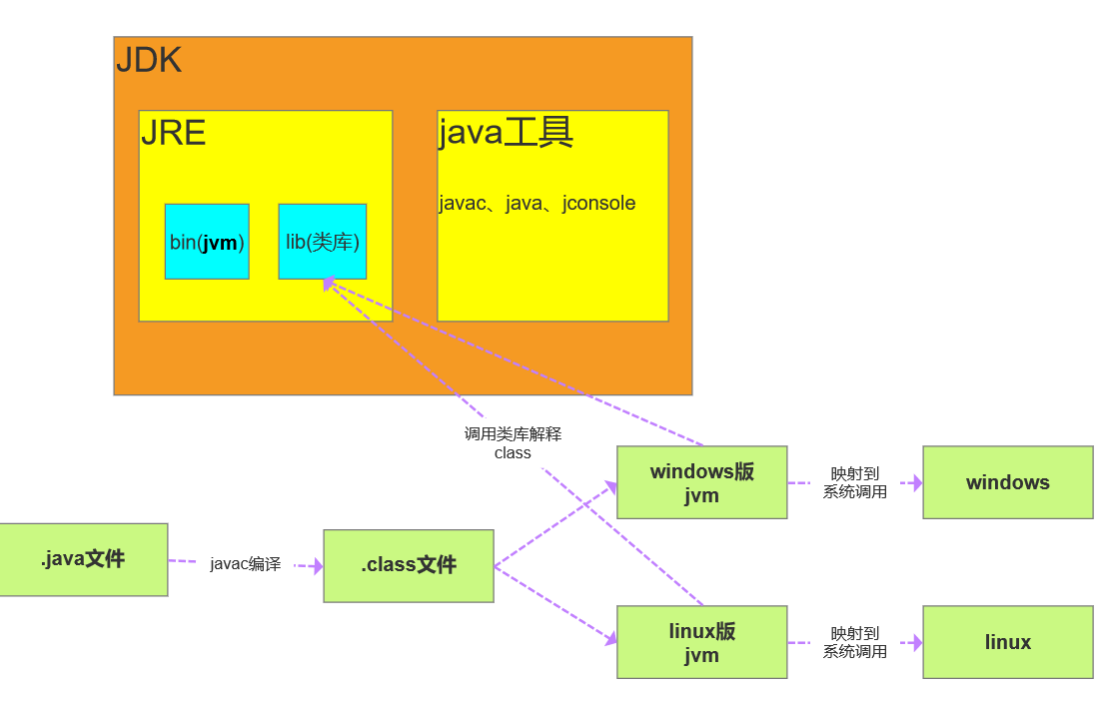 JDK
JRE
java工具
javac、java、jconsole
bin(jvm)
lib(类库)
调用类库解释
class
windows版
jvm
映射到
系统调用
windows
.java文件
javac编译
.class文件
linux版
jvm
映射到
系统调用
linux